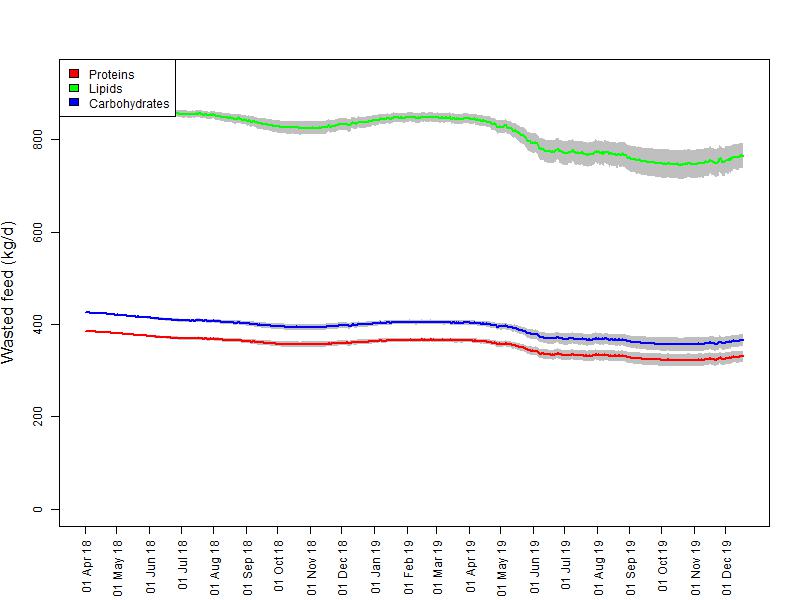 Proteins
Lipids
Carbohydrates
Wasted feed (kg/d)
800
600
400
200
0
01 Apr 18
01 May 18
01 Jun 18
01 Jul 18
01 Aug 18
01 Sep 18
01 Oct 18
01 Nov 18
01 Dec 18
01 Jan 19
01 Feb 19
01 Mar 19
01 Apr 19
01 May 19
01 Jun 19
01 Jul 19
01 Aug 19
01 Sep 19
01 Oct 19
01 Nov 19
01 Dec 19